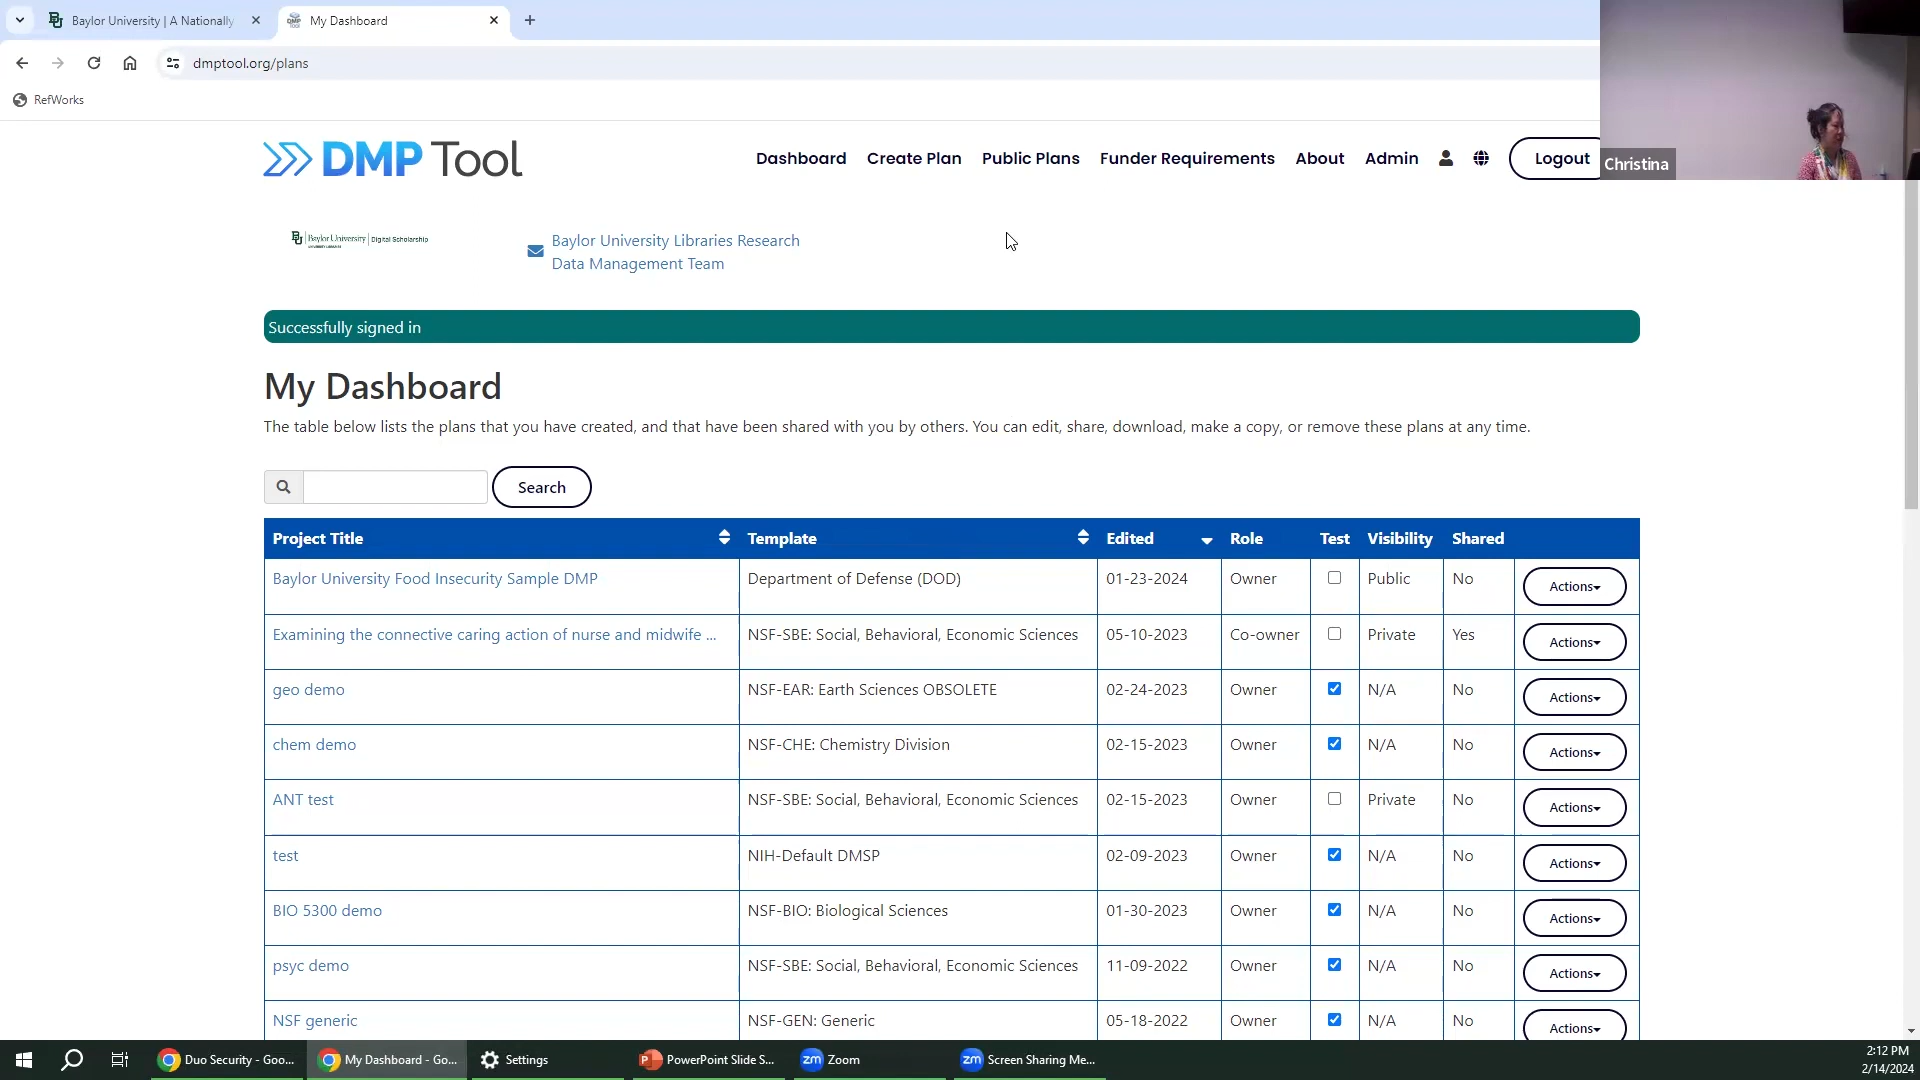 Baylor University | A Nationally
My Dashboard
dmptool.org/plans
RefWorks
DMP Tool
Dashboard Create Plan Public Plans Funder Requirements About Admin Logout
Christina
Baylor University | Digital Scholarship
Baylor University Libraries Research
Data Management Team
Successfully signed in
My Dashboard
The table below lists the plans that you have created, and that have been shared with you by others. You can edit, share, download, make a copy, or remove these plans at any time.
Search
Project Title Template Edited Role Test Visibility Shared
Baylor University Food Insecurity Sample DMP Department of Defense (DOD) 01-23-2024 Owner Public No Actions
Examining the connective caring action of nurse and midwife ... NSF-SBE: Social, Behavioral, Economic Sciences 05-10-2023 Co-owner Private Yes Actions
geo demo NSF-EAR: Earth Sciences OBSOLETE 02-24-2023 Owner N/A No Actions
chem demo NSF-CHE: Chemistry Division 02-15-2023 Owner N/A No Actions
ANT test NSF-SBE: Social, Behavioral, Economic Sciences 02-15-2023 Owner Private No Actions
test NIH-Default DMSP 02-09-2023 Owner N/A No Actions
BIO 5300 demo NSF-BIO: Biological Sciences 01-30-2023 Owner N/A No Actions
psyc demo NSF-SBE: Social, Behavioral, Economic Sciences 11-09-2022 Owner N/A No Actions
NSF generic NSF-GEN: Generic 05-18-2022 Owner N/A No Actions
Duo Security - Goo... My Dashboard - Go... Settings PowerPoint Slide S... zm Zoom zm Screen Sharing Me...
2:12 PM
2/14/2024